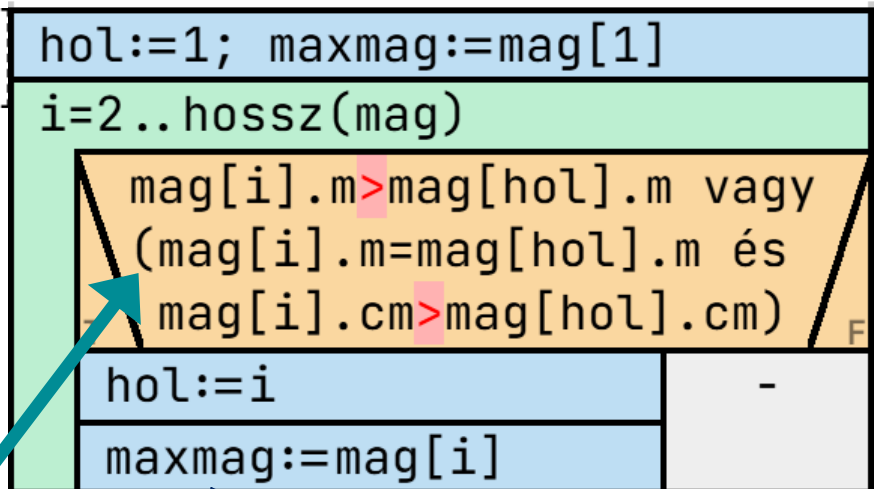 hol:=1; maxmag:=mag[1]
i=2..hossz(mag)
mag[i].m>mag[hol].m vagy
(mag[i].m=mag[hol].m és
mag[i].cm>mag[hol].cm)
F
hol:=i
-
maxmag:=mag[i]